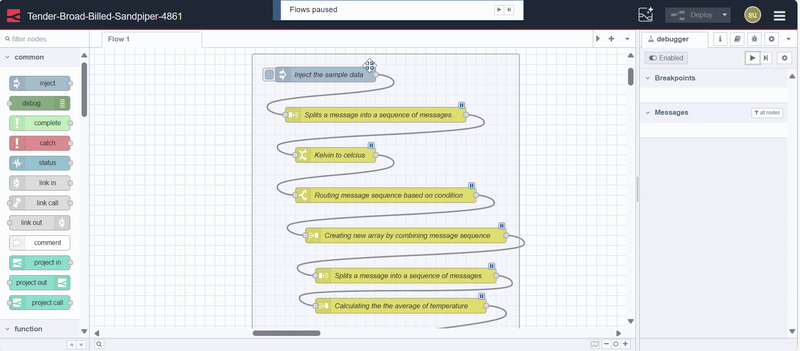 Tender-Broad-Billed-Sandpiper-4861
Flows paused
Deploy
su
filter nodes
Flow 1
debugger
common
Enabled
inject
debug
complete
catch
status
link in
link call
link out
comment
project in
project out
project call
function
Inject the sample data
Splits a message into a sequence of messages.
Kelvin to celcius
Routing message sequence based on condition
Creating new array by combining message sequence
Splits a message into a sequence of messages.
Calculating the the average of temperature
Breakpoints
Messages
all nodes